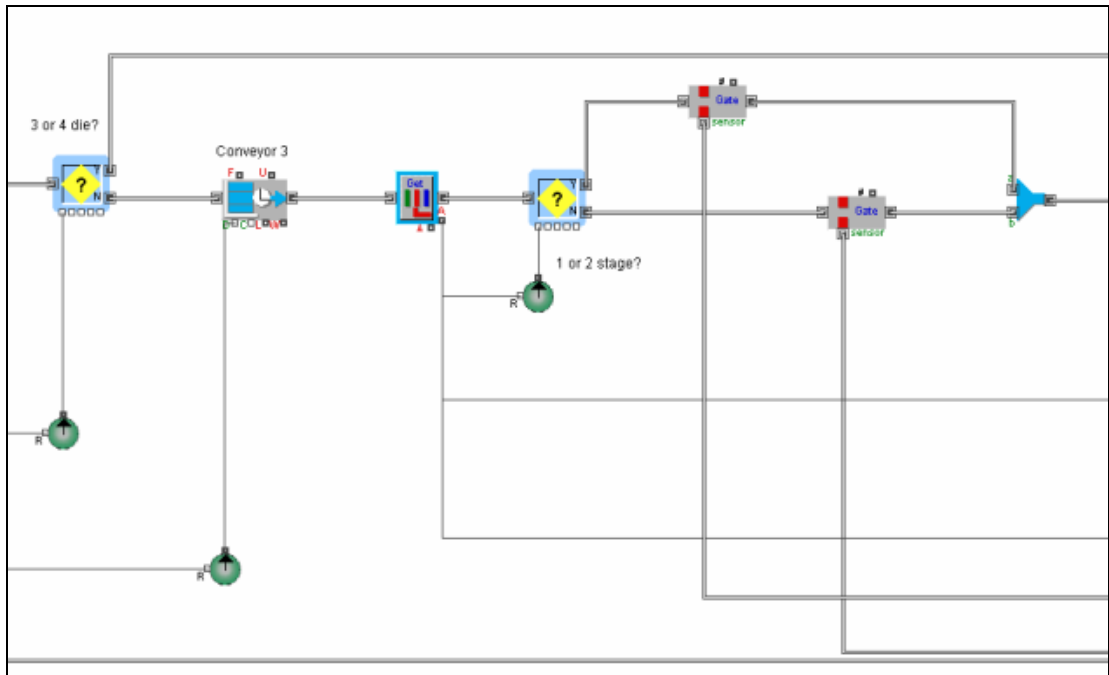 #
Gate
sensor
3 or 4 die?
Conveyor 3
F U
?
Y
N
Get
A
?
Y
N
#
Gate
sensor
a
b
C L W
1 or 2 stage?
R
R
R